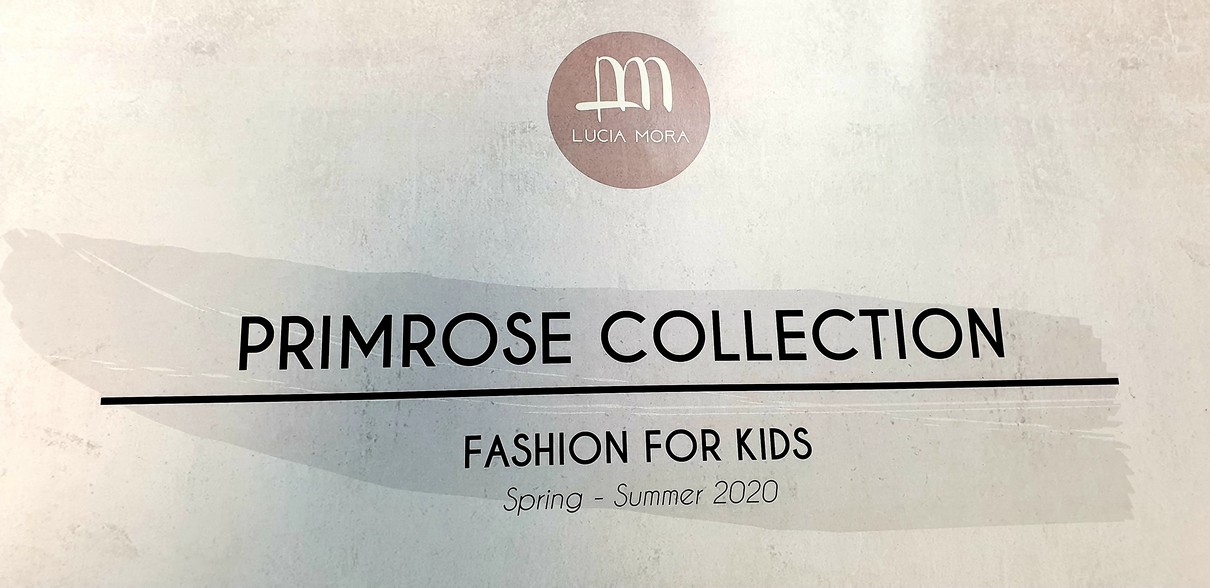 LUCIA MORA
PRIMROSE COLLECTION
FASHION FOR KIDS
Spring - Summer 2020